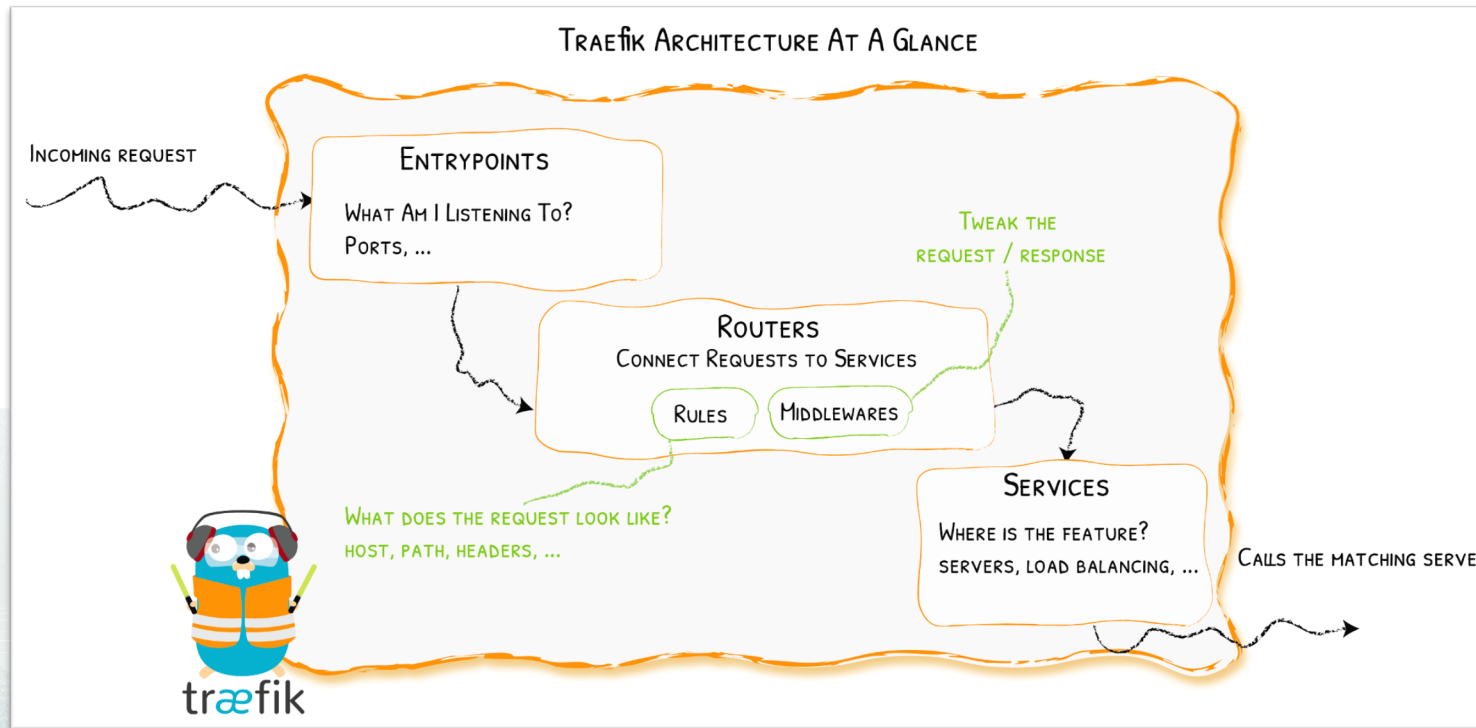 Traefik Architecture At A Glance
Incoming request
Entrypoints
What Am I Listening To?
Ports, ...
Tweak the
request / response
Routers
Connect Requests to Services
Rules
Middlewares
What does the request look like?
host, path, headers, ...
Services
Where is the feature?
servers, load balancing, ...
Calls the matching serve
træfik